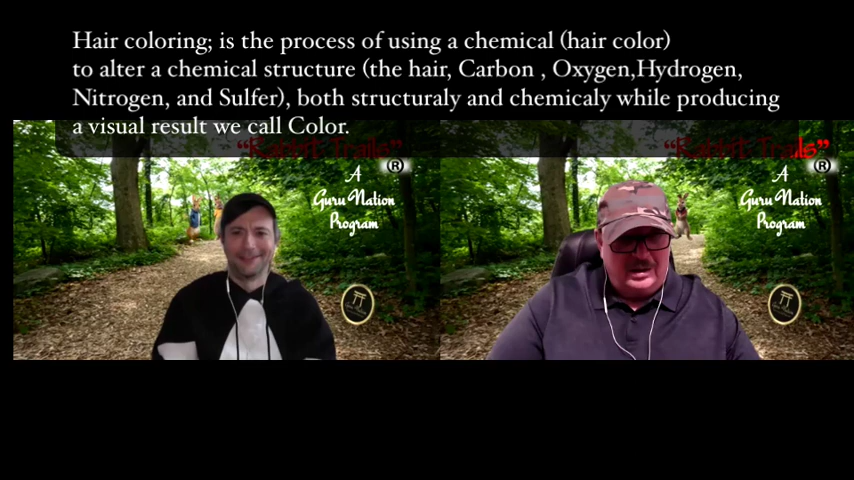 Hair coloring; is the process of using a chemical (hair color)
to alter a chemical structure (the hair, Carbon , Oxygen,Hydrogen,
Nitrogen, and Sulfer), both structuraly and chemicaly while producing
a visual result we call Color.
"Rabbit Trails"®
A
Guru Nation
Program
"Rabbit Trails"®
A
Guru Nation
Program